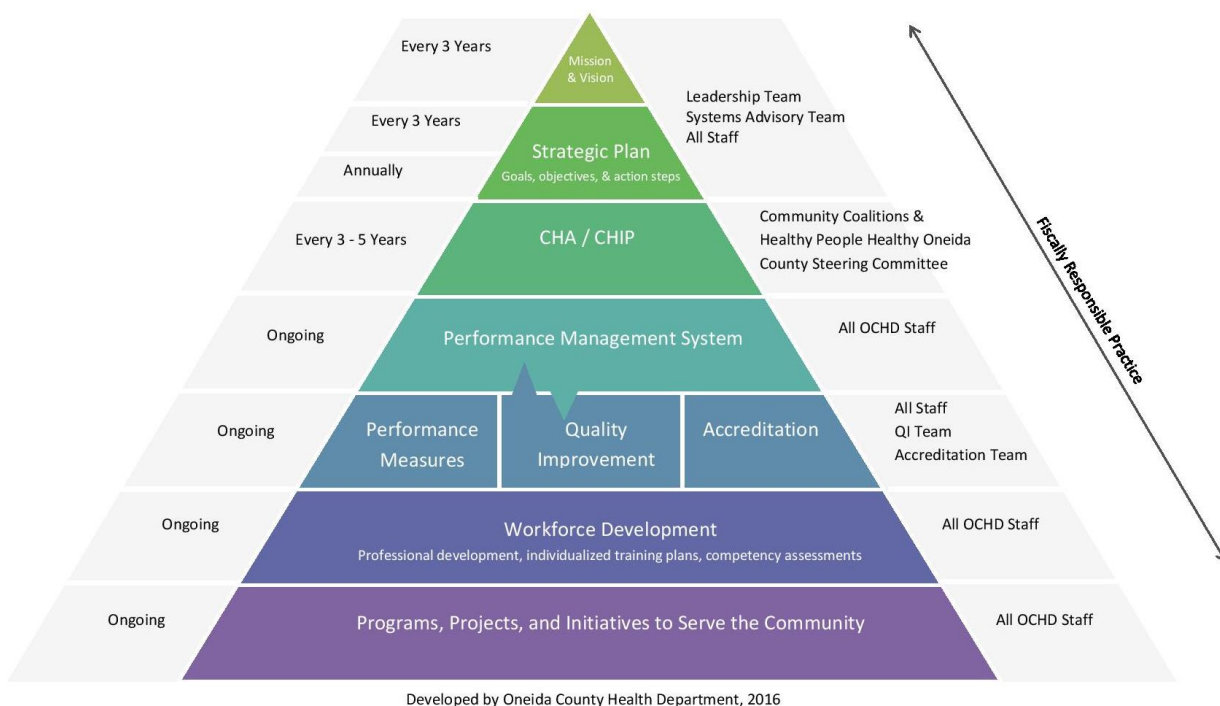 Every 3 Years
Mission
& Vision
Leadership Team
Systems Advisory Team
All Staff
Every 3 Years
Strategic Plan
Goals, objectives, & action steps
Annually
Every 3 - 5 Years
CHA / CHIP
Community Coalitions &
Healthy People Healthy Oneida
County Steering Committee
Fiscally Responsible Practice
Ongoing
Performance Management System
All OCHD Staff
Ongoing
Performance
Measures
Quality
Improvement
Accreditation
All Staff
QI Team
Accreditation Team
Ongoing
Workforce Development
Professional development, individualized training plans, competency assessments
All OCHD Staff
Ongoing
Programs, Projects, and Initiatives to Serve the Community
All OCHD Staff
Developed by Oneida County Health Department, 2016